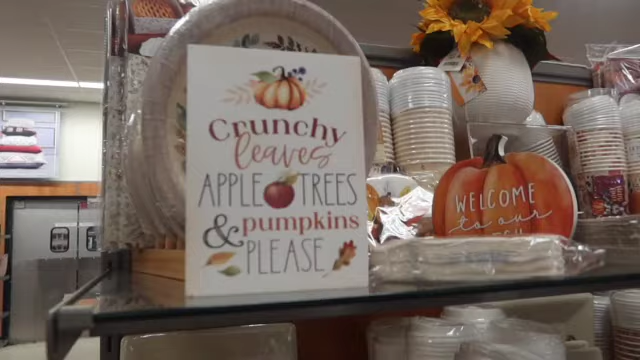 Crunchy
leaves
APPLE TREES
& pumpkins
PLEASE
WELCOME
to our